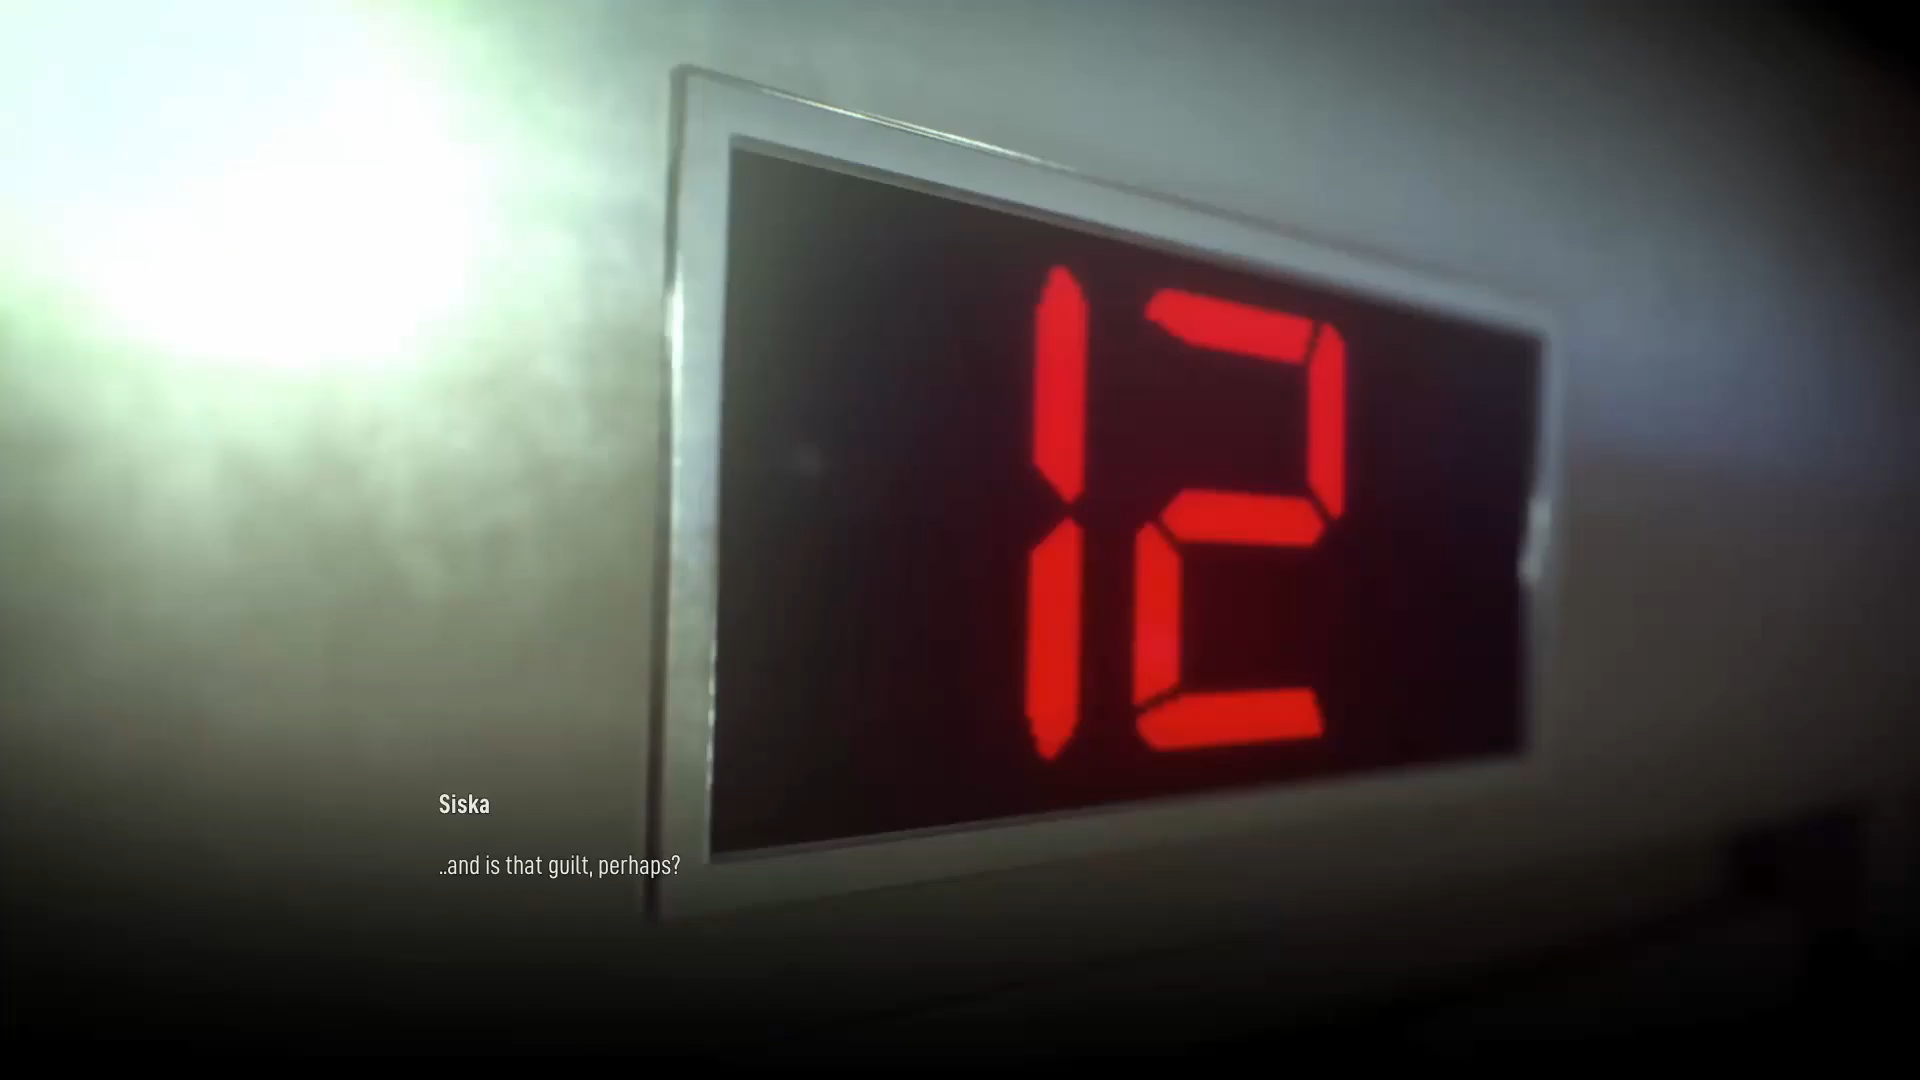 12
Siska
..and is that guilt, perhaps?